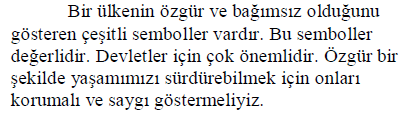 Bir ülkenin özgür ve bağımsız olduğunu
gösteren çeşitli semboller vardır. Bu semboller
değerlidir. Devletler için çok önemlidir. Özgür bir
şekilde yaşamımızı sürdürebilmek için onları
korumalı ve saygı göstermeliyiz.